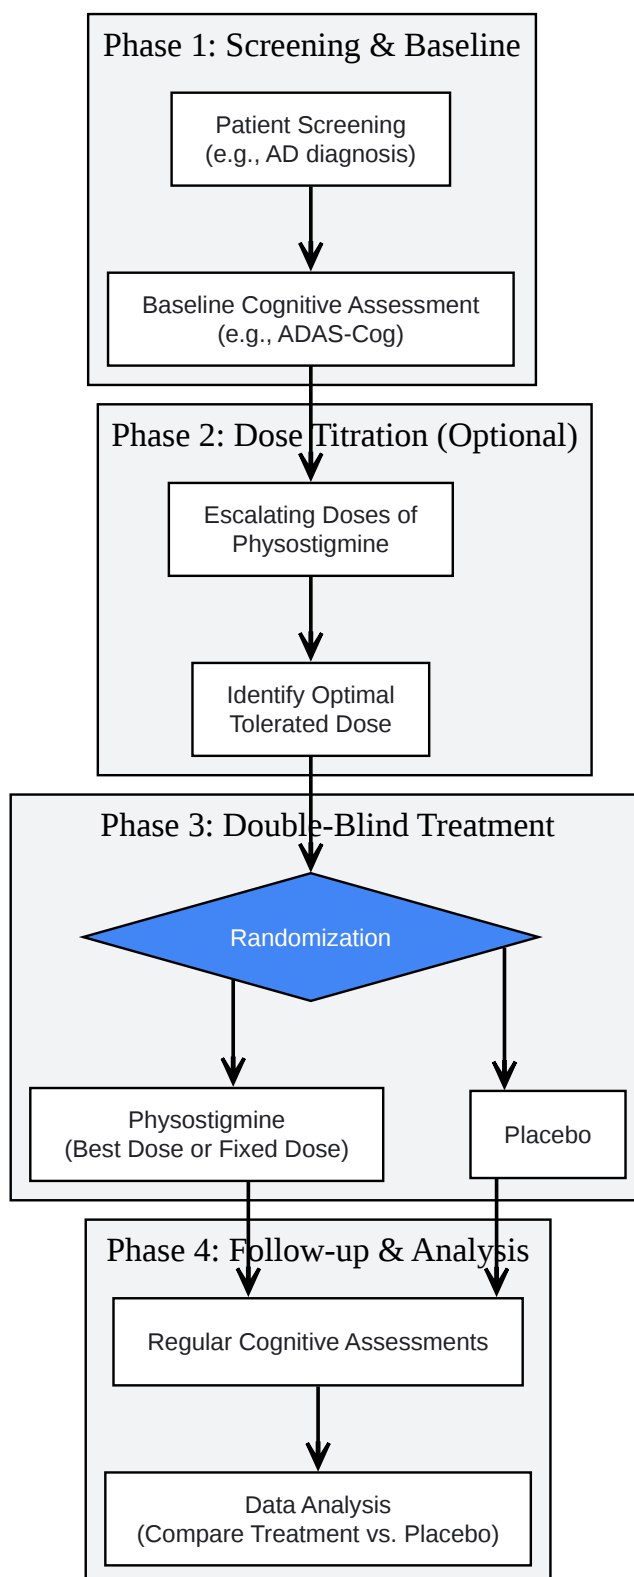 Phase 1: Screening & Baseline
Patient Screening
(e.g., AD diagnosis)
Baseline Cognitive Assessment
(e.g., ADAS-Cog)
Phase 2: Dose Titration (Optional)
Escalating Doses of
Physostigmine
Identify Optimal
Tolerated Dose
Phase 3: Double-Blind Treatment
Randomization
Physostigmine
(Best Dose or Fixed Dose)
Placebo
Phase 4: Follow-up & Analysis
Regular Cognitive Assessments
Data Analysis
(Compare Treatment vs. Placebo)